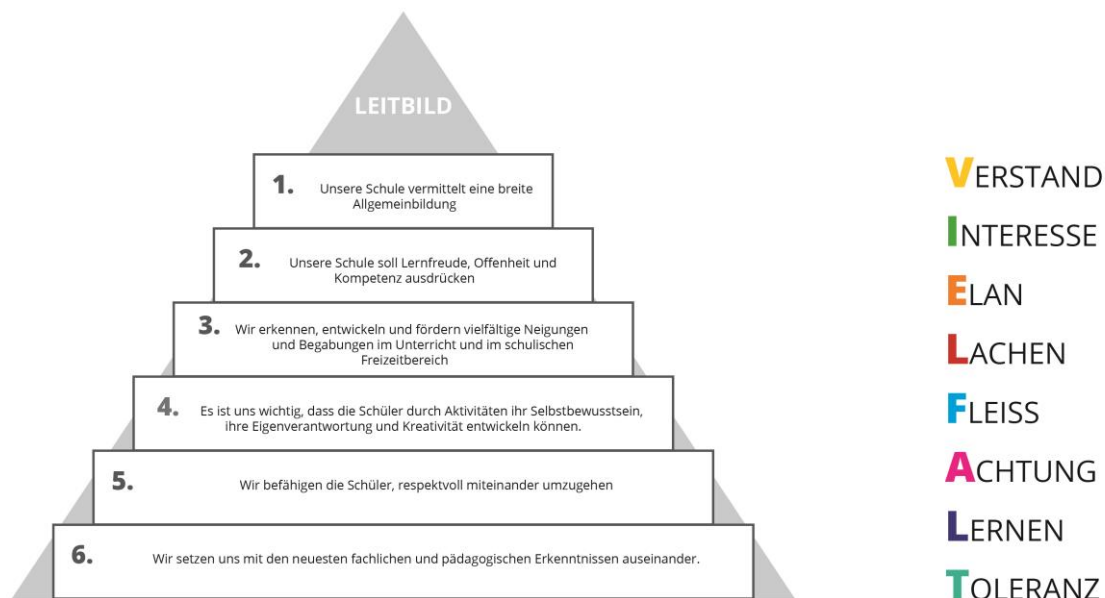 LEITBILD
1. Unsere Schule vermittelt eine breite
Allgemeinbildung
2. Unsere Schule soll Lernfreude, Offenheit und
Kompetenz ausdrücken
3. Wir erkennen, entwickeln und fördern vielfältige Neigungen
und Begabungen im Unterricht und im schulischen
Freizeitbereich
4. Es ist uns wichtig, dass die Schüler durch Aktivitäten ihr Selbstbewusstsein,
ihre Eigenverantwortung und Kreativität entwickeln können.
5. Wir befähigen die Schüler, respektvoll miteinander umzugehen
6. Wir setzen uns mit den neuesten fachlichen und pädagogischen Erkenntnissen auseinander.
VERSTAND
INTERESSE
ELAN
LACHEN
FLEISS
ACHTUNG
LERNEN
TOLERANZ